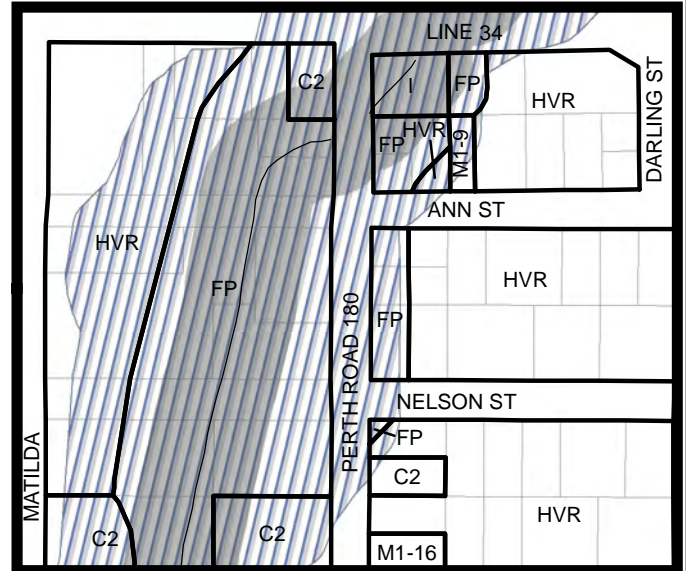 LINE 34
C2
I
FP
HVR
DARLING ST
FP
HVR
M1-9
ANN ST
HVR
FP
FP
HVR
PERTH ROAD 180
NELSON ST
FP
C2
MATILDA
C2
C2
HVR
M1-16